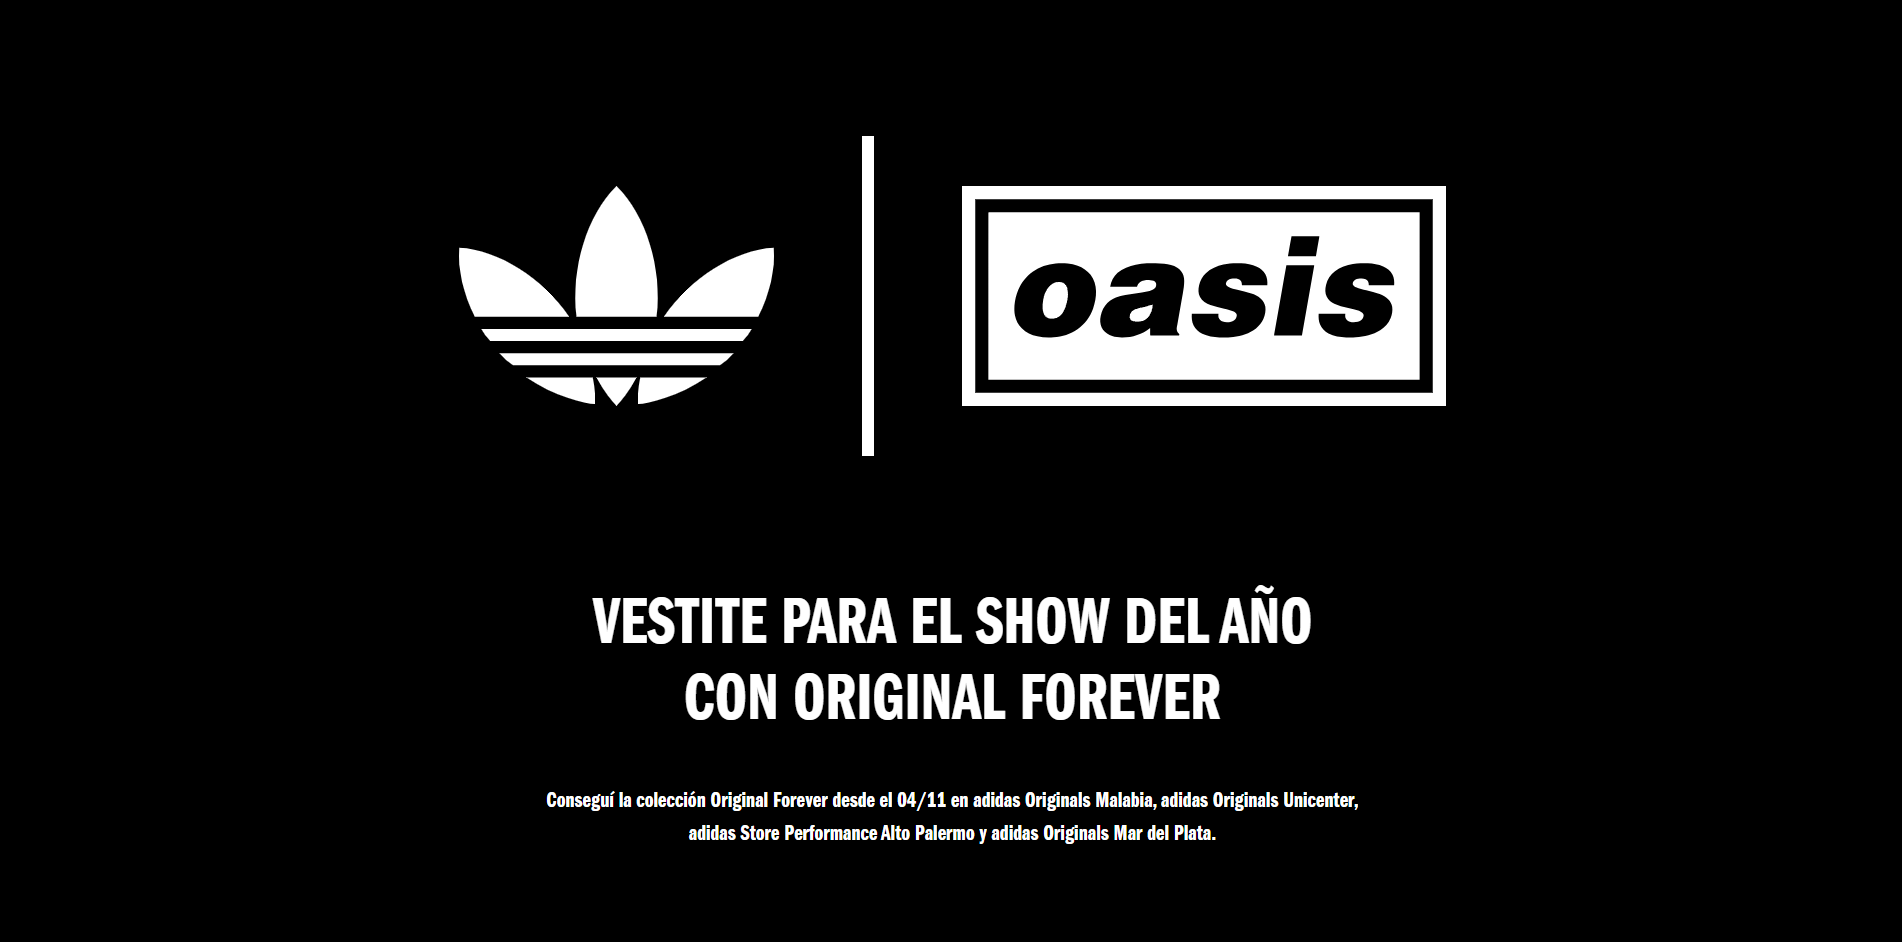 oasis
VESTITE PARA EL SHOW DEL AÑO
CON ORIGINAL FOREVER
Conseguí la colección Original Forever desde el 04/11 en adidas Originals Malabia, adidas Originals Unicenter,
adidas Store Performance Alto Palermo y adidas Originals Mar del Plata.